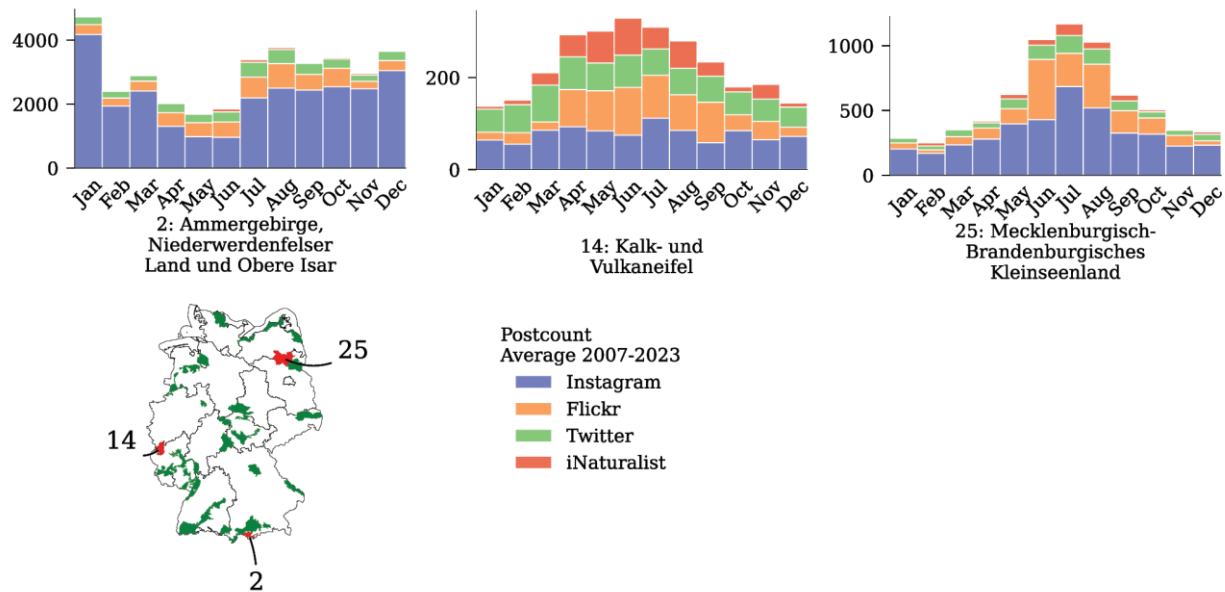 4000
2000
0
Jan
Feb
Mar
Apr
May
Jun
Jul
Aug
Sep
Oct
Nov
Dec
2: Ammergebirge,
Niederwerdenfelser
Land und Obere Isar
200
0
Jan
Feb
Mar
Apr
May
Jun
Jul
Aug
Sep
Oct
Nov
Dec
14: Kalk- und
Vulkaneifel
1000
500
0
Jan
Feb
Mar
Apr
May
Jun
Jul
Aug
Sep
Oct
Nov
Dec
25: Mecklenburgisch-
Brandenburgisches
Kleinseenland
25
14
2
Postcount
Average 2007-2023
Instagram
Flickr
Twitter
iNaturalist